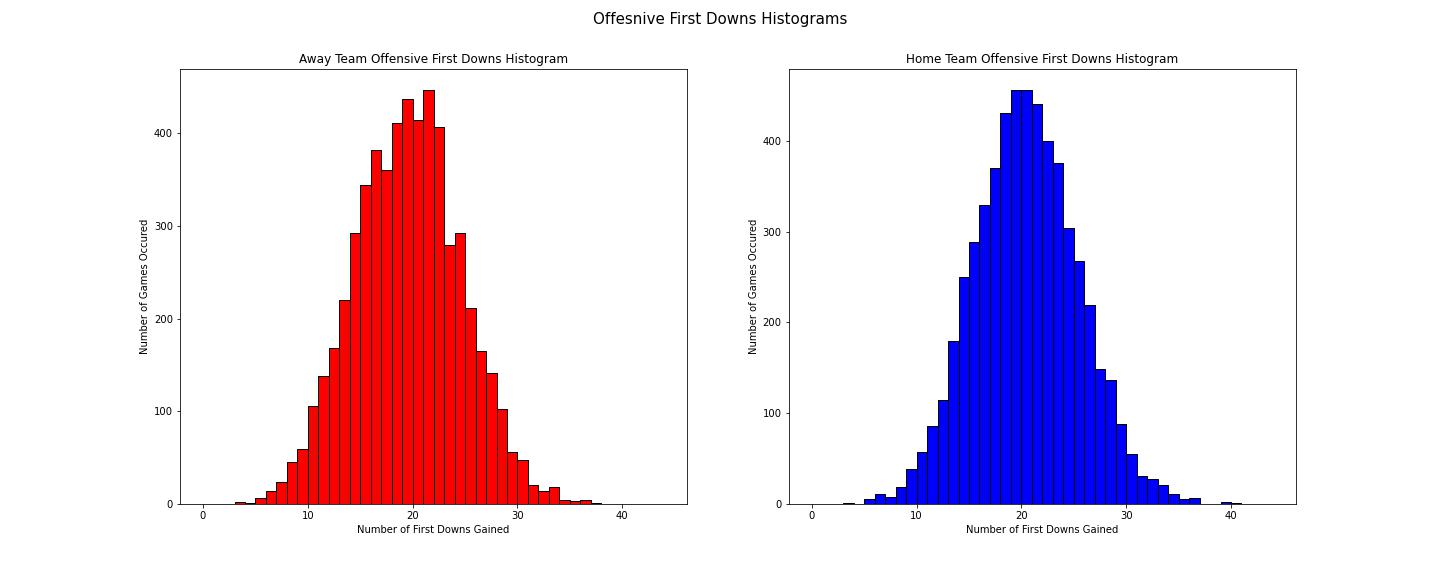 Offesnive First Downs Histograms
Away Team Offensive First Downs Histogram
Number of Games Occured
400
300
200
100
0
0 10 20 30 40
Number of First Downs Gained
Home Team Offensive First Downs Histogram
Number of Games Occured
400
300
200
100
0
0 10 20 30 40
Number of First Downs Gained